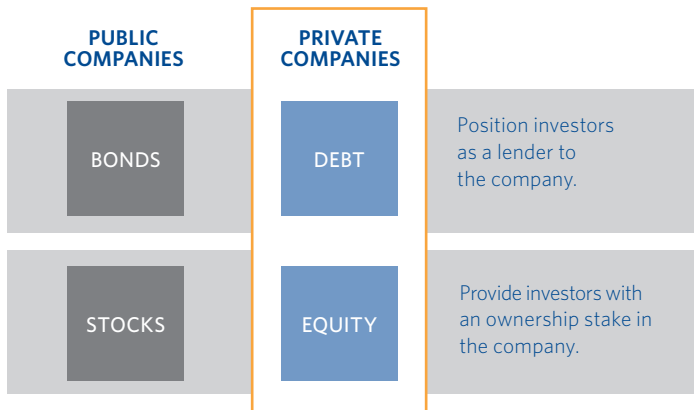 PUBLIC
COMPANIES
PRIVATE
COMPANIES
BONDS
DEBT
Position investors
as a lender to
the company.
STOCKS
EQUITY
Provide investors with
an ownership stake in
the company.